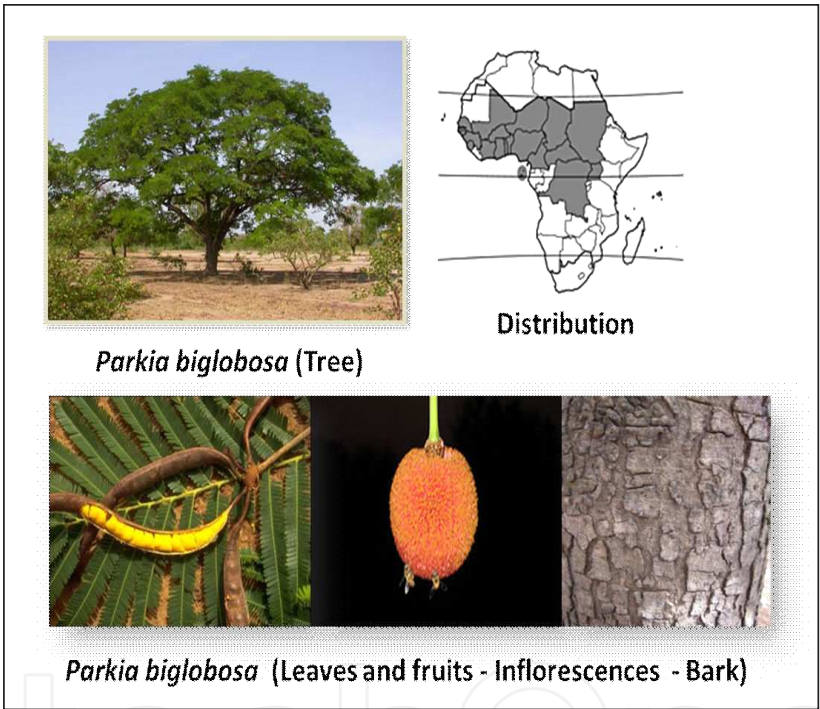 Distribution
Parkia biglobosa (Tree)
Parkia biglobosa (Leaves and fruits - Inflorescences - Bark)